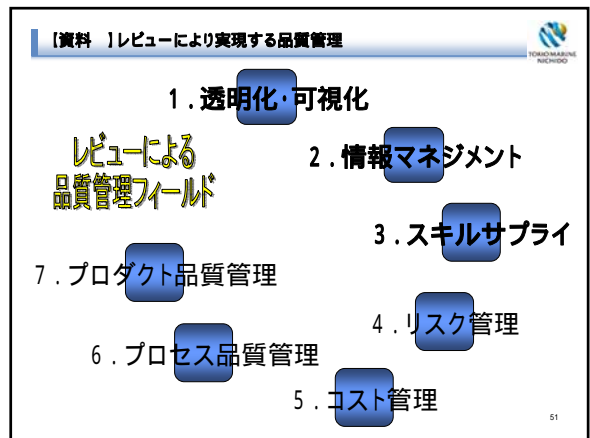 【資料　】レビューにより実現する品質管理
TOKIO MARINE
NICHIDO
1．透明化・可視化
レビューによる
品質管理フィールド
2．情報マネジメント
3．スキルサプライ
7．プロダクト品質管理
4．リスク管理
6．プロセス品質管理
5．コスト管理
51